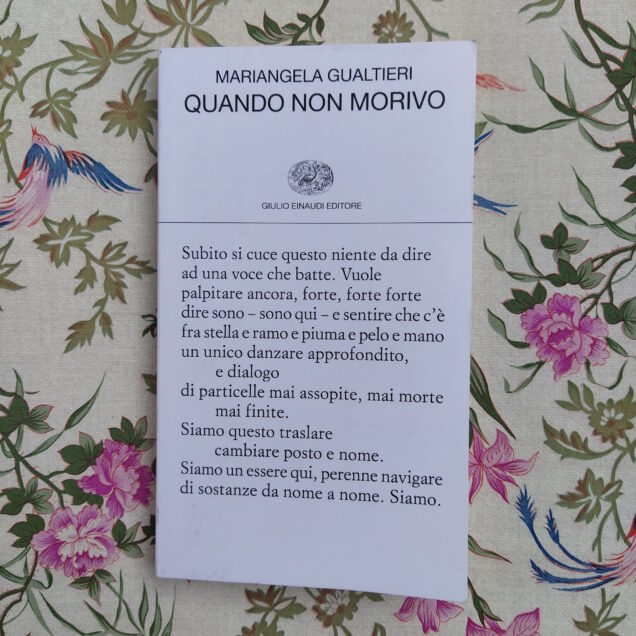 MARIANGELA GUALTIERI
QUANDO NON MORIVO
GIULIO EINAUDI EDITORE
Subito si cuce questo niente da dire
ad una voce che batte. Vuole
palpitare ancora, forte, forte forte
dire sono – sono qui – e sentire che c’è
fra stella e ramo e piuma e pelo e mano
un unico danzare approfondito,
e dialogo
di particelle mai assopite, mai morte
mai finite.
Siamo questo traslare
cambiare posto e nome.
Siamo un essere qui, perenne navigare
di sostanze da nome a nome. Siamo.